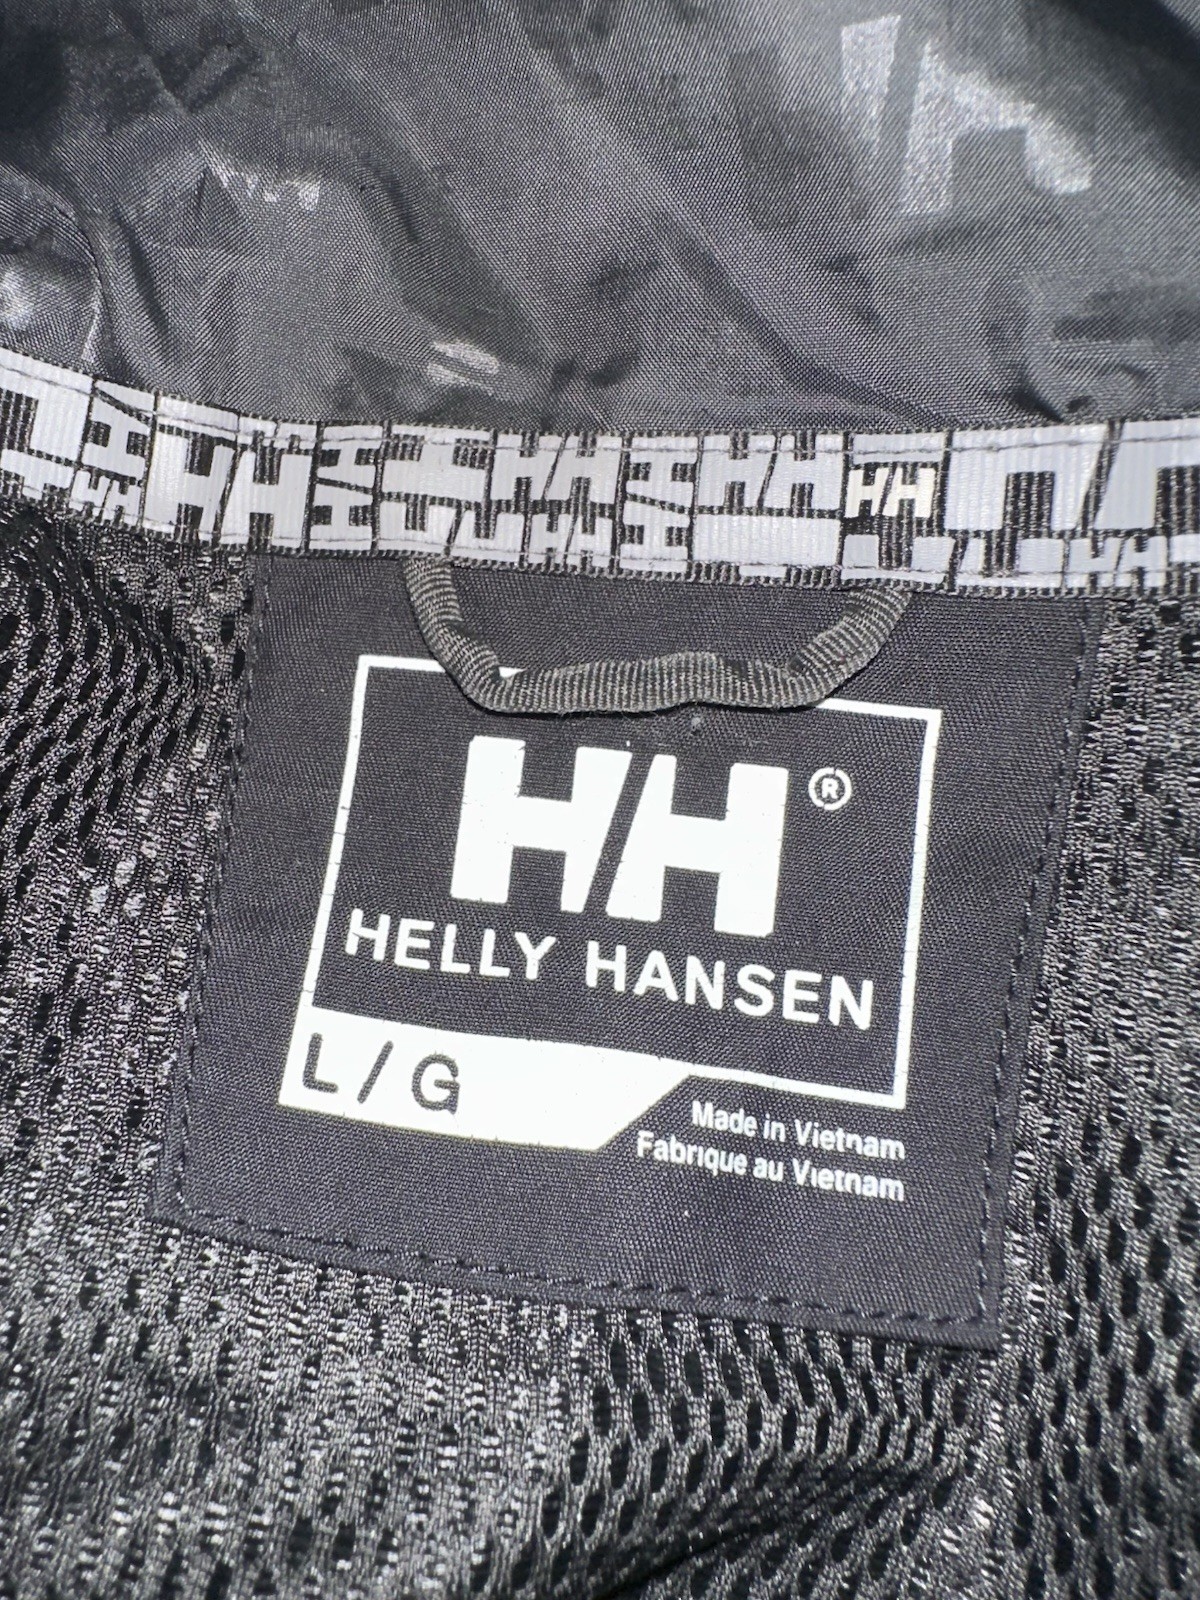 HH®
HELLY HANSEN
L/G
Made in Vietnam
Fabrique au Vietnam